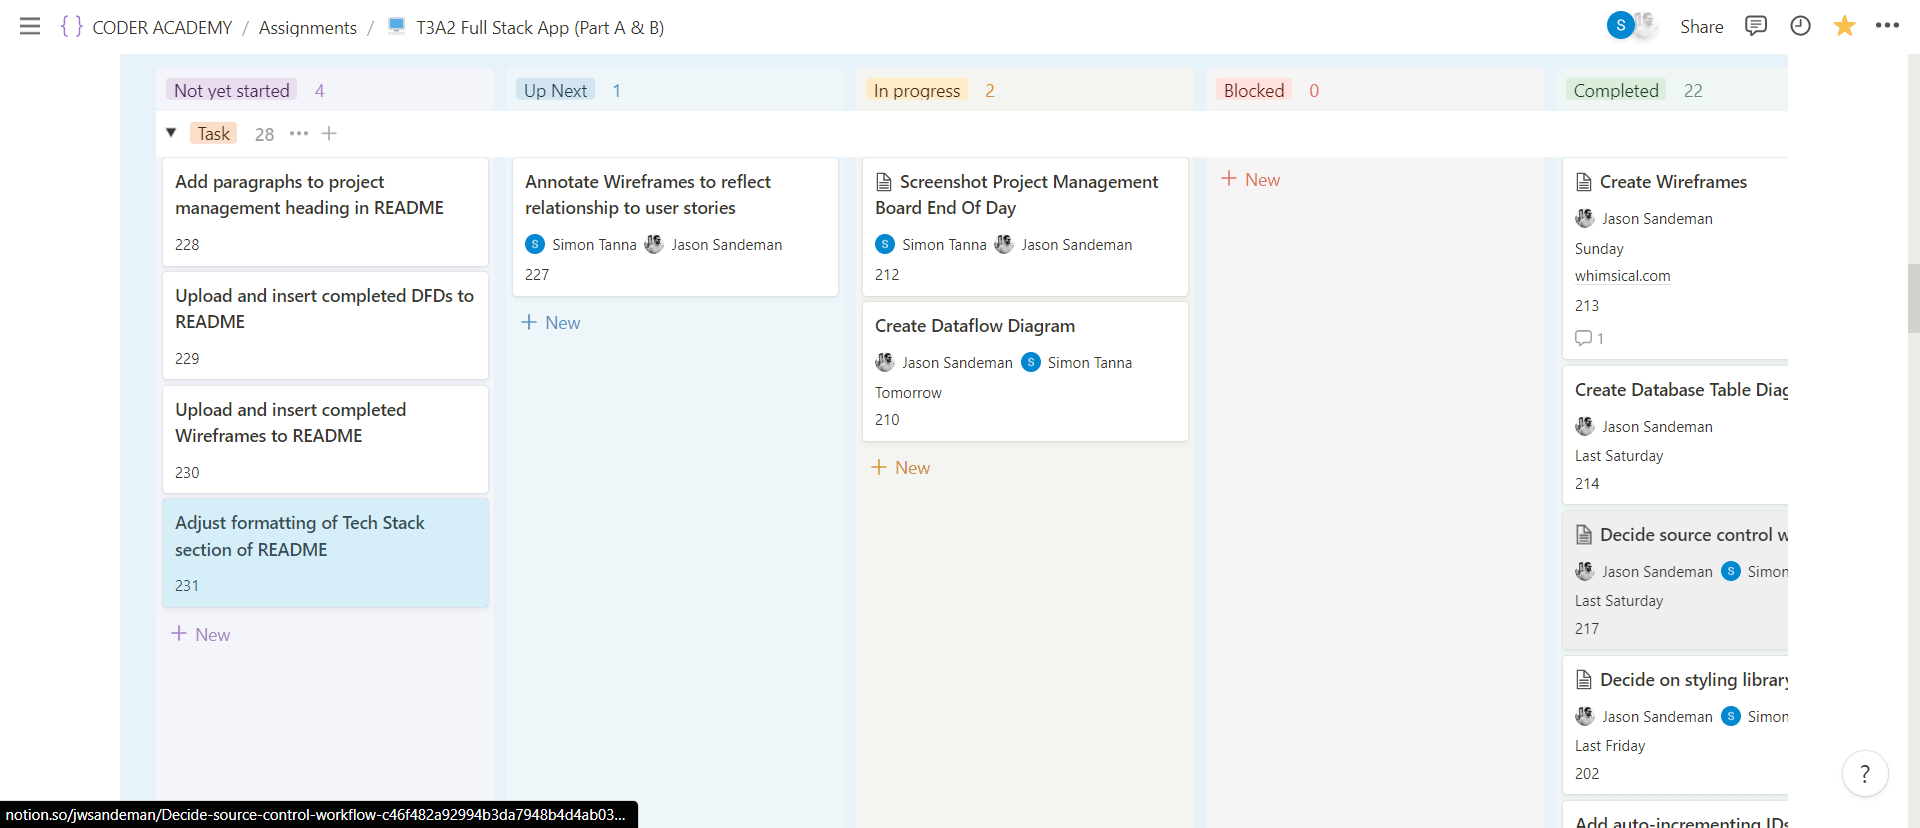 CODER ACADEMY / Assignments / T3A2 Full Stack App (Part A & B)
S Share
Not yet started 4
Up Next 1
In progress 2
Blocked 0
Completed 22
Task 28
Add paragraphs to project
management heading in README
228
Upload and insert completed DFDs to
README
229
Upload and insert completed
Wireframes to README
230
Adjust formatting of Tech Stack
section of README
231
New
Annotate Wireframes to reflect
relationship to user stories
S Simon Tanna Jason Sandeman
227
New
Screenshot Project Management
Board End Of Day
S Simon Tanna Jason Sandeman
212
Create Dataflow Diagram
Jason Sandeman S Simon Tanna
Tomorrow
210
New
New
Create Wireframes
Jason Sandeman
Sunday
whimsical.com
213
1
Create Database Table Diag
Jason Sandeman
Last Saturday
214
Decide source control w
Jason Sandeman S Simon
Last Saturday
217
Decide on styling library
Jason Sandeman S Simon
Last Friday
202
Add auto-incrementing IDs
?
notion.so/jwsandeman/Decide-source-control-workflow-c46f482a92994b3da7948b4d4ab03...